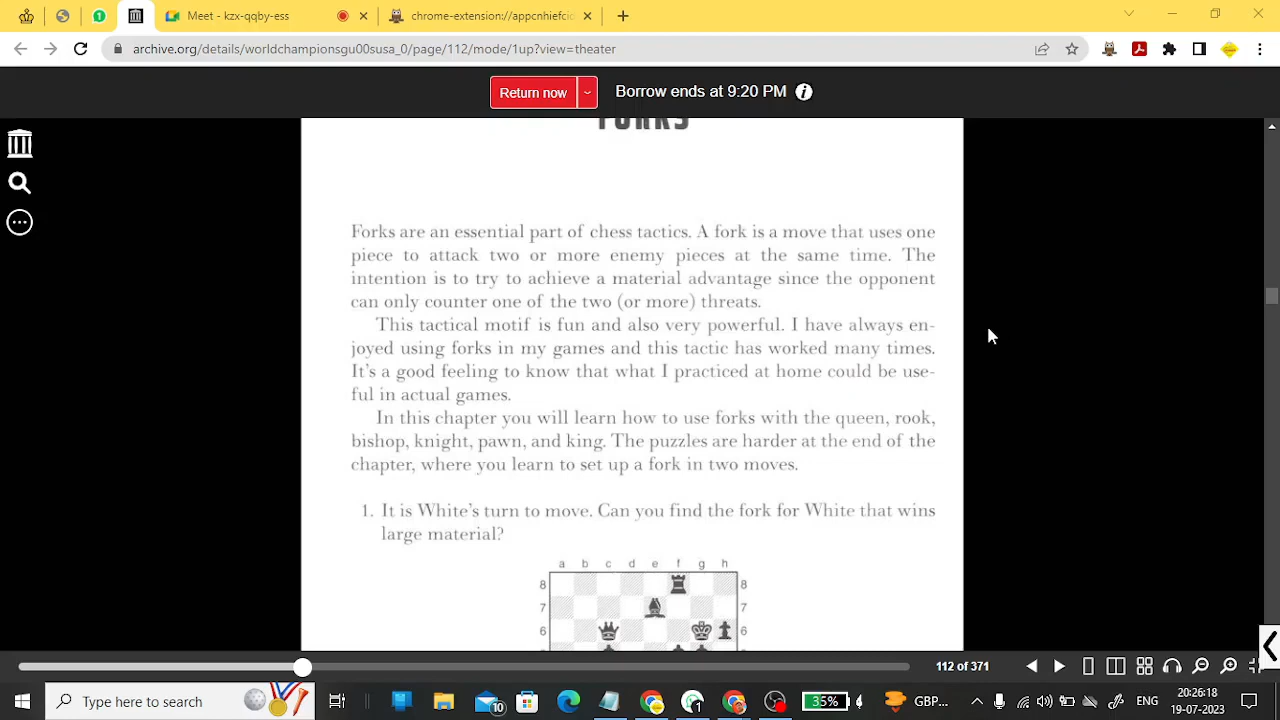 Meet - kzx-qqby-ess
chrome-extension://appcnhiefcid
archive.org/details/worldchampionsgu00susa_0/page/112/mode/1up?view=theater
Return now
Borrow ends at 9:20 PM
FORKS
Forks are an essential part of chess tactics. A fork is a move that uses one
piece to attack two or more enemy pieces at the same time. The
intention is to try to achieve a material advantage since the opponent
can only counter one of the two (or more) threats.
This tactical motif is fun and also very powerful. I have always en-
joyed using forks in my games and this tactic has worked many times.
It's a good feeling to know that what I practiced at home could be use-
ful in actual games.
In this chapter you will learn how to use forks with the queen, rook,
bishop, knight, pawn, and king. The puzzles are harder at the end of the
chapter, where you learn to set up a fork in two moves.
1. It is White's turn to move. Can you find the fork for White that wins
large material?
a b c d e f g h
8 8
7 7
6 6
112 of 371
Type here to search
10
1
35%
GBP...
ENG
20:26:18
19-07-2023